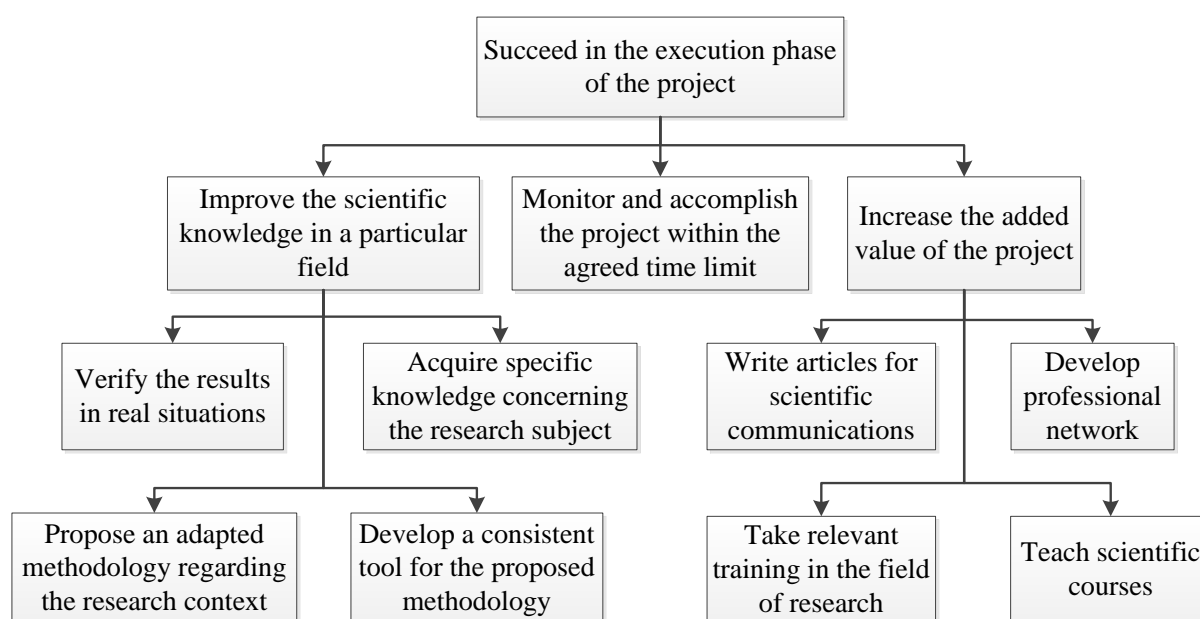 Succeed in the execution phase
of the project
Improve the scientific
knowledge in a particular
field
Monitor and accomplish
the project within the
agreed time limit
Increase the added
value of the project
Verify the results
in real situations
Acquire specific
knowledge concerning
the research subject
Write articles for
scientific
communications
Develop
professional
network
Propose an adapted
methodology regarding
the research context
Develop a consistent
tool for the proposed
methodology
Take relevant
training in the field
of research
Teach scientific
courses